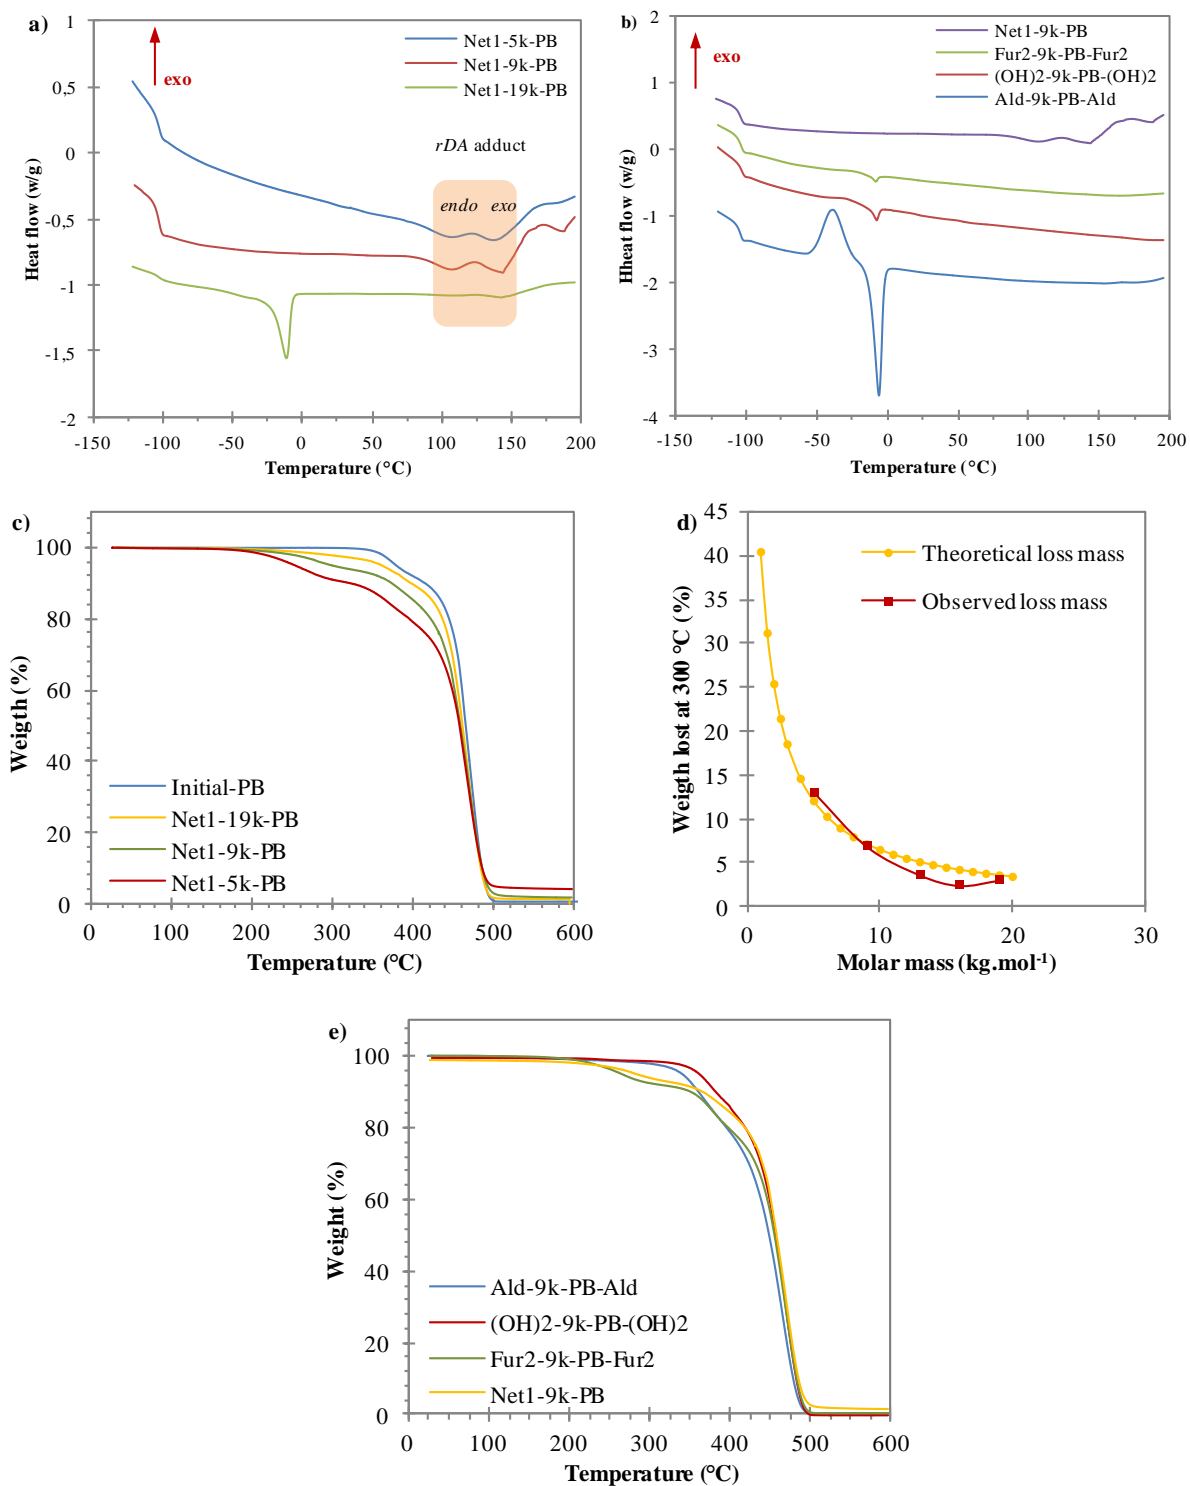 a)
exo
Net1-5k-PB
Net1-9k-PB
Net1-19k-PB
rDA adduct
endo exo
Heat flow (w/g)
1
0,5
0
-0,5
-1
-1,5
-2
-150 -100 -50 0 50 100 150 200
Temperature (°C)
b)
exo
Net1-9k-PB
Fur2-9k-PB-Fur2
(OH)2-9k-PB-(OH)2
Ald-9k-PB-Ald
Hheat flow (w/g)
2
1
0
-1
-2
-3
-4
-150 -100 -50 0 50 100 150 200
Temperature (°C)
c)
Weigth (%)
100
80
60
40
20
0
Initial-PB
Net1-19k-PB
Net1-9k-PB
Net1-5k-PB
0 100 200 300 400 500 600
Temperature (°C)
d)
Weigth lost at 300 °C (%)
45
40
35
30
25
20
15
10
5
0
Theoretical loss mass
Observed loss mass
0 10 20 30
Molar mass (kg.mol-1)
e)
Weight (%)
100
80
60
40
20
0
Ald-9k-PB-Ald
(OH)2-9k-PB-(OH)2
Fur2-9k-PB-Fur2
Net1-9k-PB
0 100 200 300 400 500 600
Temperature (°C)